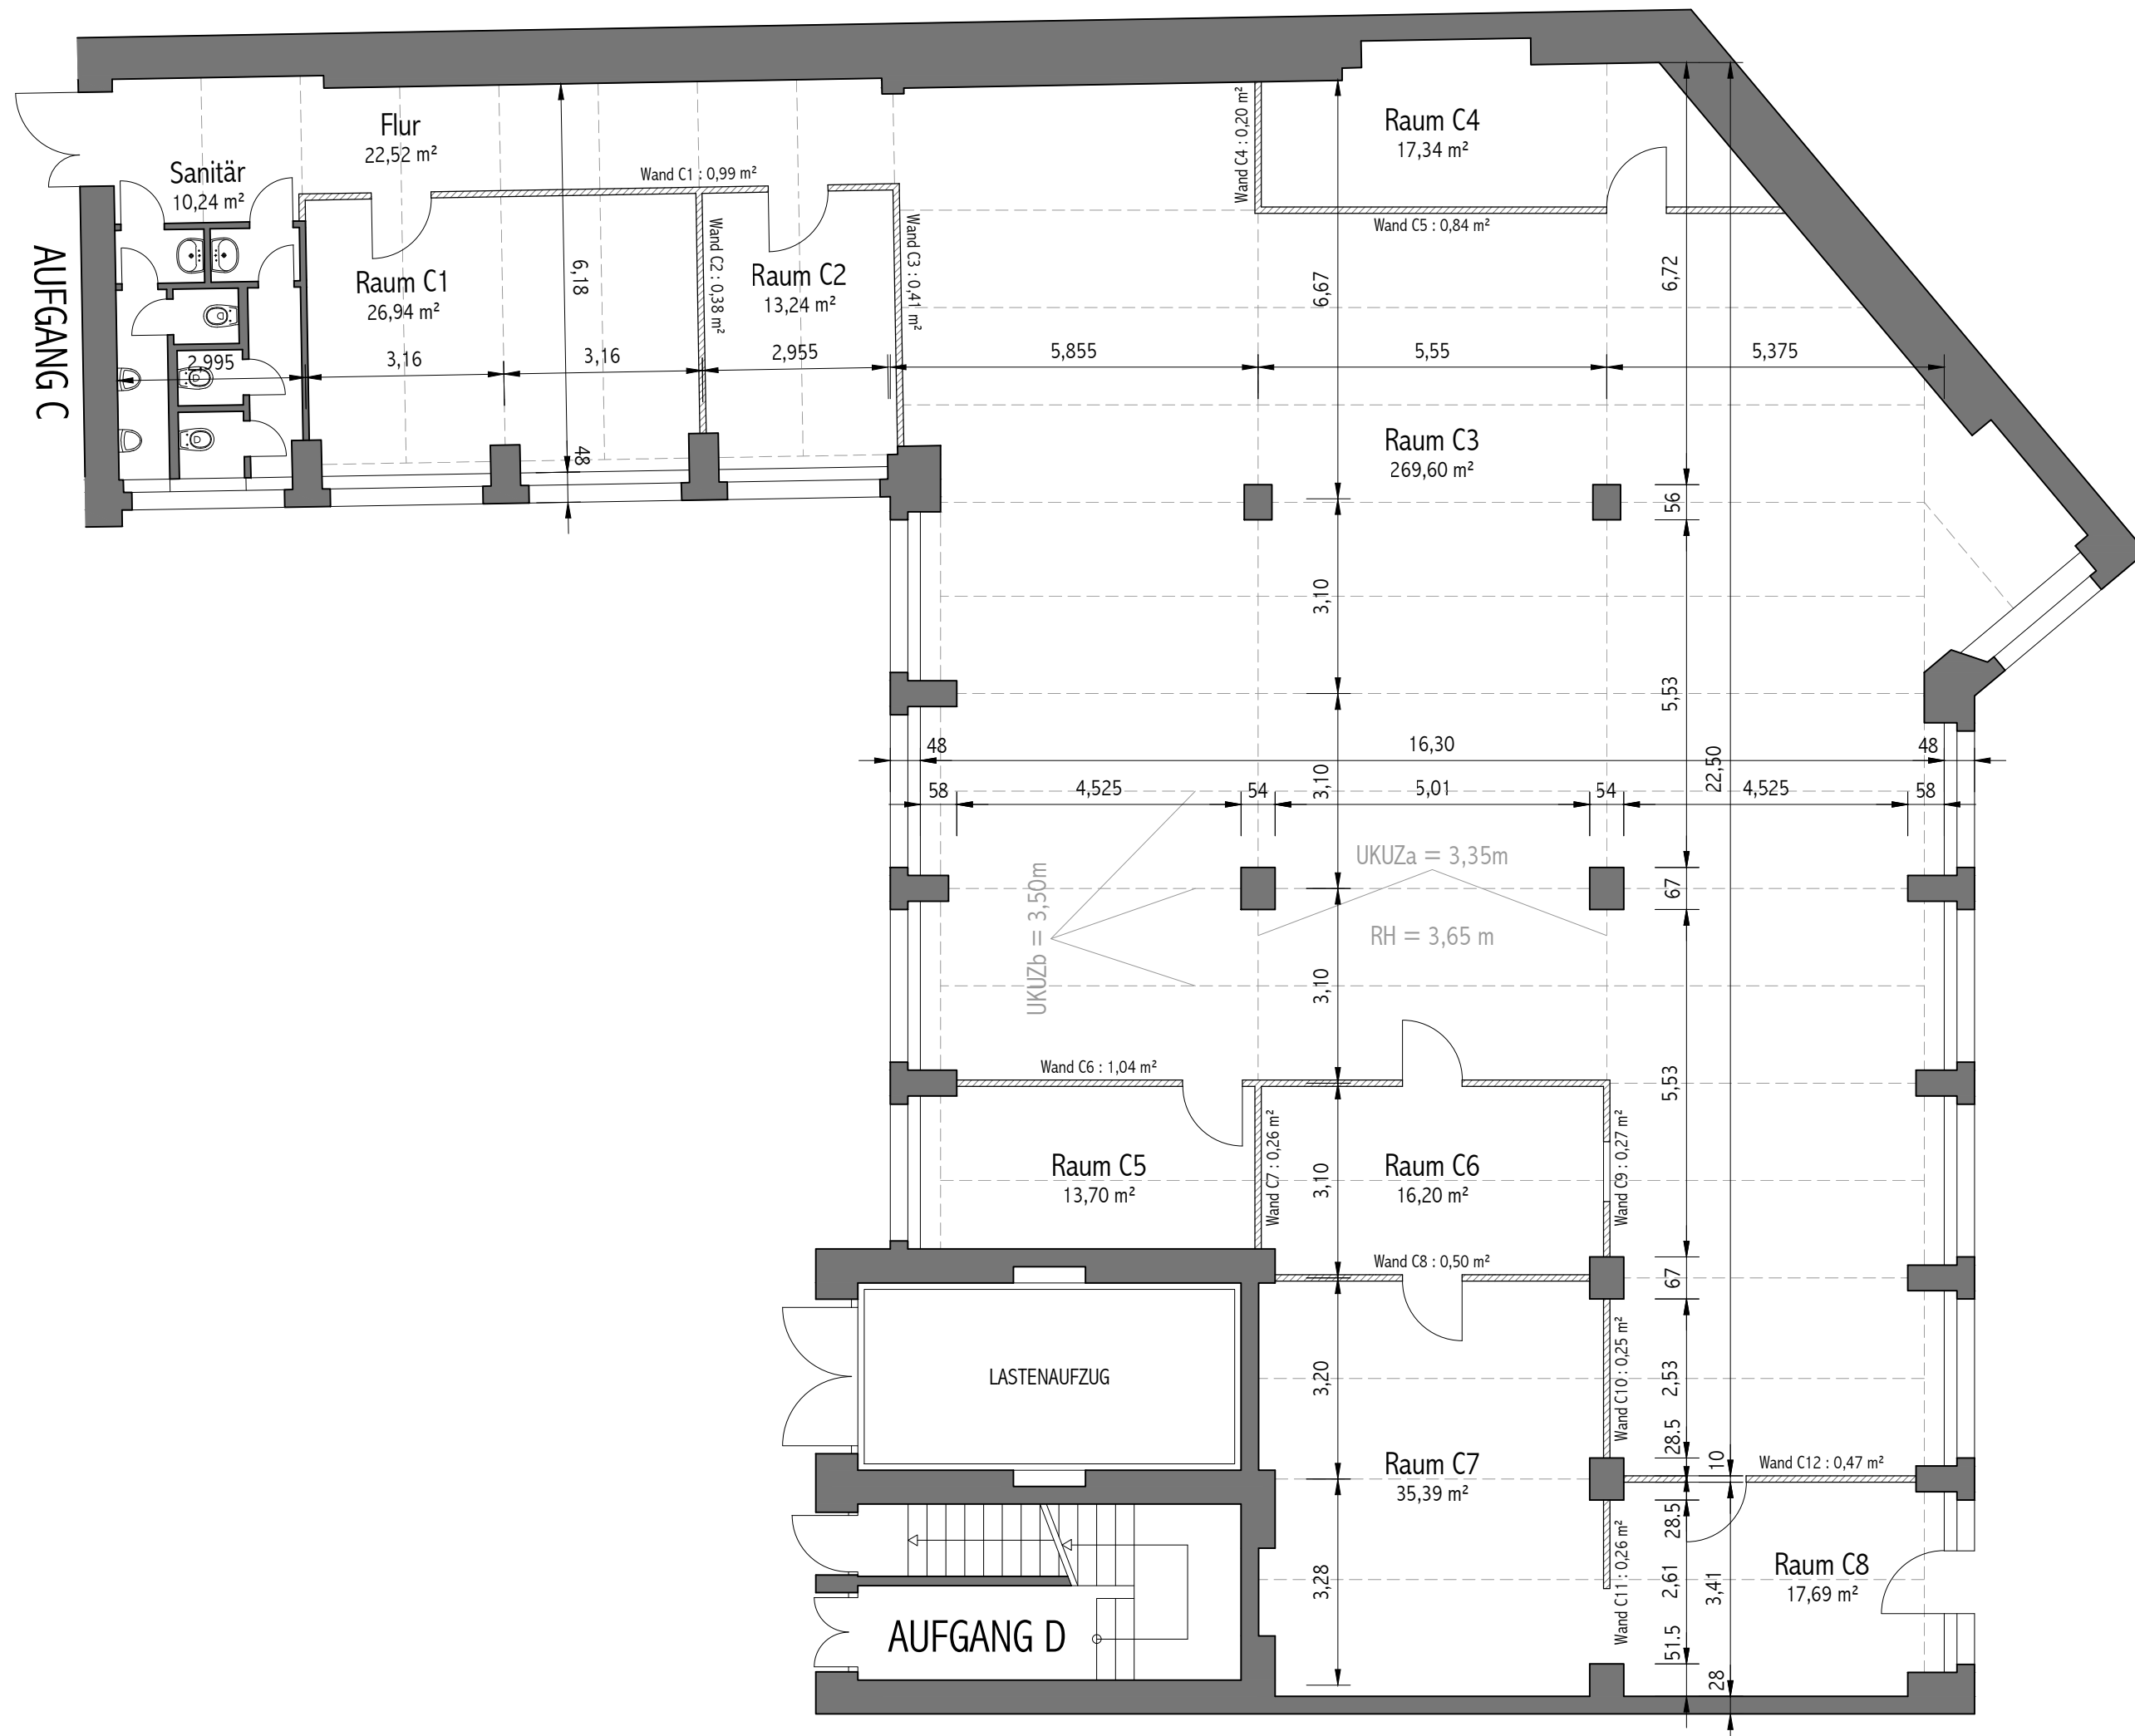 Flur
22,52 m²
Sanitär
10,24 m²
Wand C1 : 0,99 m²
Wand C4 : 0,20 m²
Raum C4
17,34 m²
Wand C5 : 0,84 m²
AUFGANG C
Raum C1
26,94 m²
6,18
Wand C2 : 0,38 m²
Raum C2
13,24 m²
Wand C3 : 0,41 m²
6,67
6,72
2,995
3,16
3,16
2,955
5,855
5,55
5,375
48
Raum C3
269,60 m²
56
3,10
5,53
48
16,30
48
22,50
3,10
58
4,525
54
5,01
54
4,525
58
UKUZa = 3,35m
UKUZb = 3,50m
RH = 3,65 m
67
3,10
5,53
Wand C6 : 1,04 m²
Raum C5
13,70 m²
Wand C7 : 0,26 m²
3,10
Raum C6
16,20 m²
Wand C9 : 0,27 m²
Wand C8 : 0,50 m²
67
LASTENAUFZUG
3,20
Wand C10 : 0,25 m²
2,53
28.5
10
Wand C12 : 0,47 m²
Raum C7
35,39 m²
28.5
Wand C11 : 0,26 m²
3,28
2,61
3,41
Raum C8
17,69 m²
AUFGANG D
51.5
28